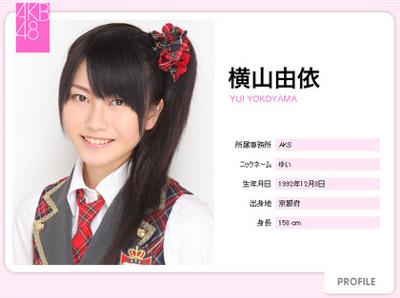 AKB
48
横山由依
YUI YOKOYAMA
所属事務所 AKS
ニックネーム ゆい
生年月日 1992年12月8日
出身地 京都府
身長 158 cm
PROFILE